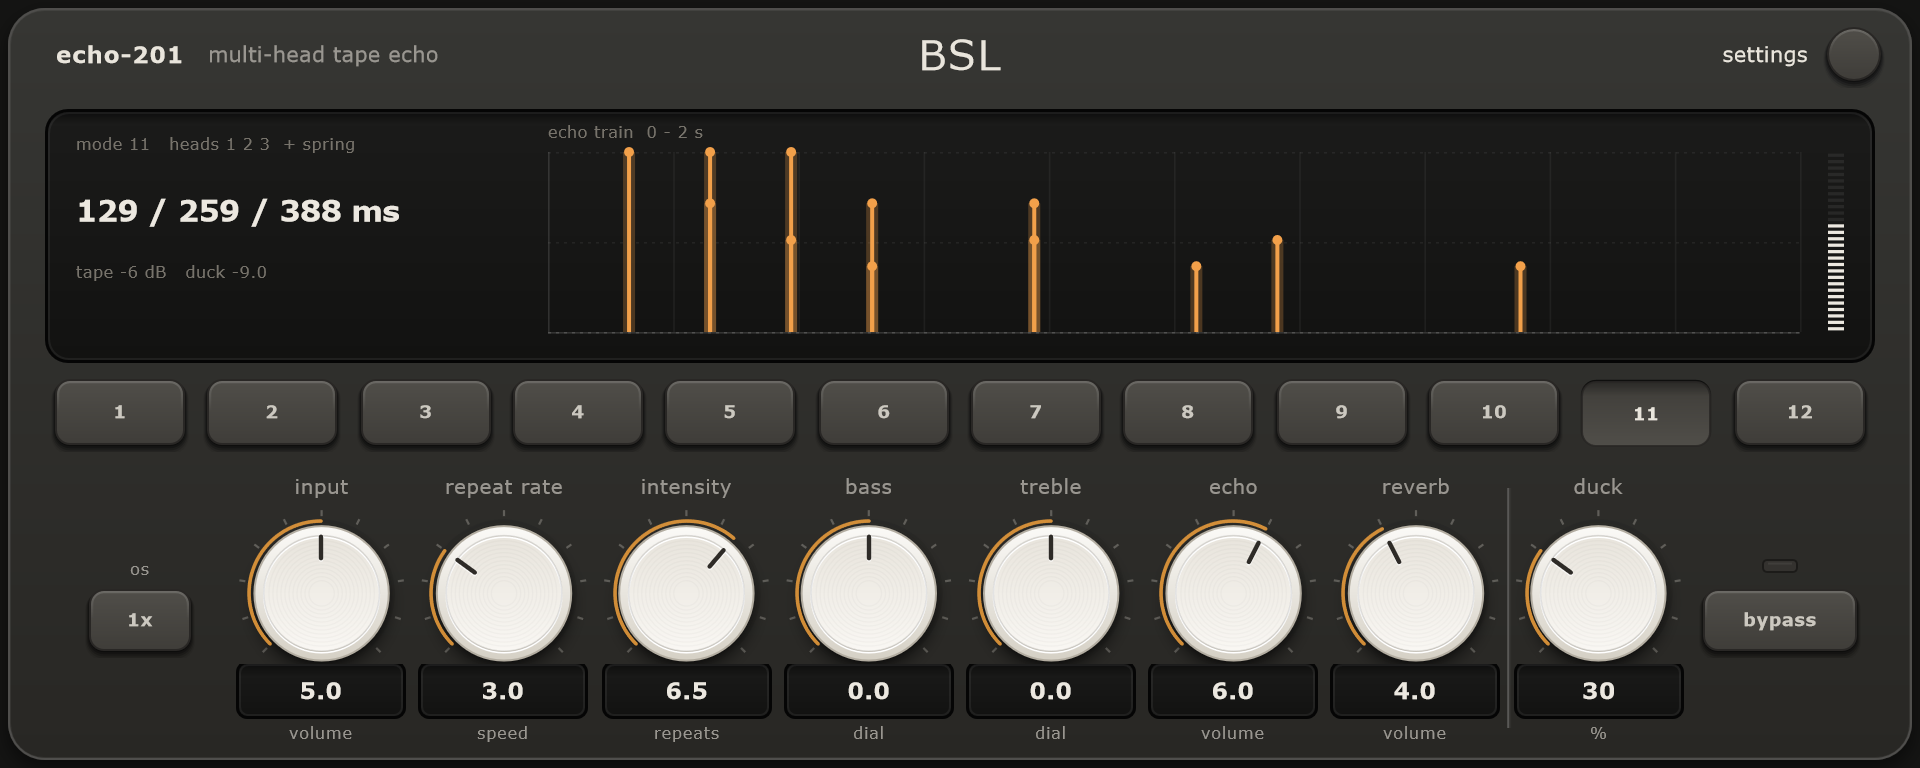 echo-201 multi-head tape echo BSL settings
mode 11 heads 1 2 3 + spring
echo train 0 - 2 s
129 / 259 / 388 ms
tape -6 dB duck -9.0
1 2 3 4 5 6 7 8 9 10 11 12
input repeat rate intensity bass treble echo reverb duck
os
1x
bypass
5.0 3.0 6.5 0.0 0.0 6.0 4.0 30
volume speed repeats dial dial volume volume %